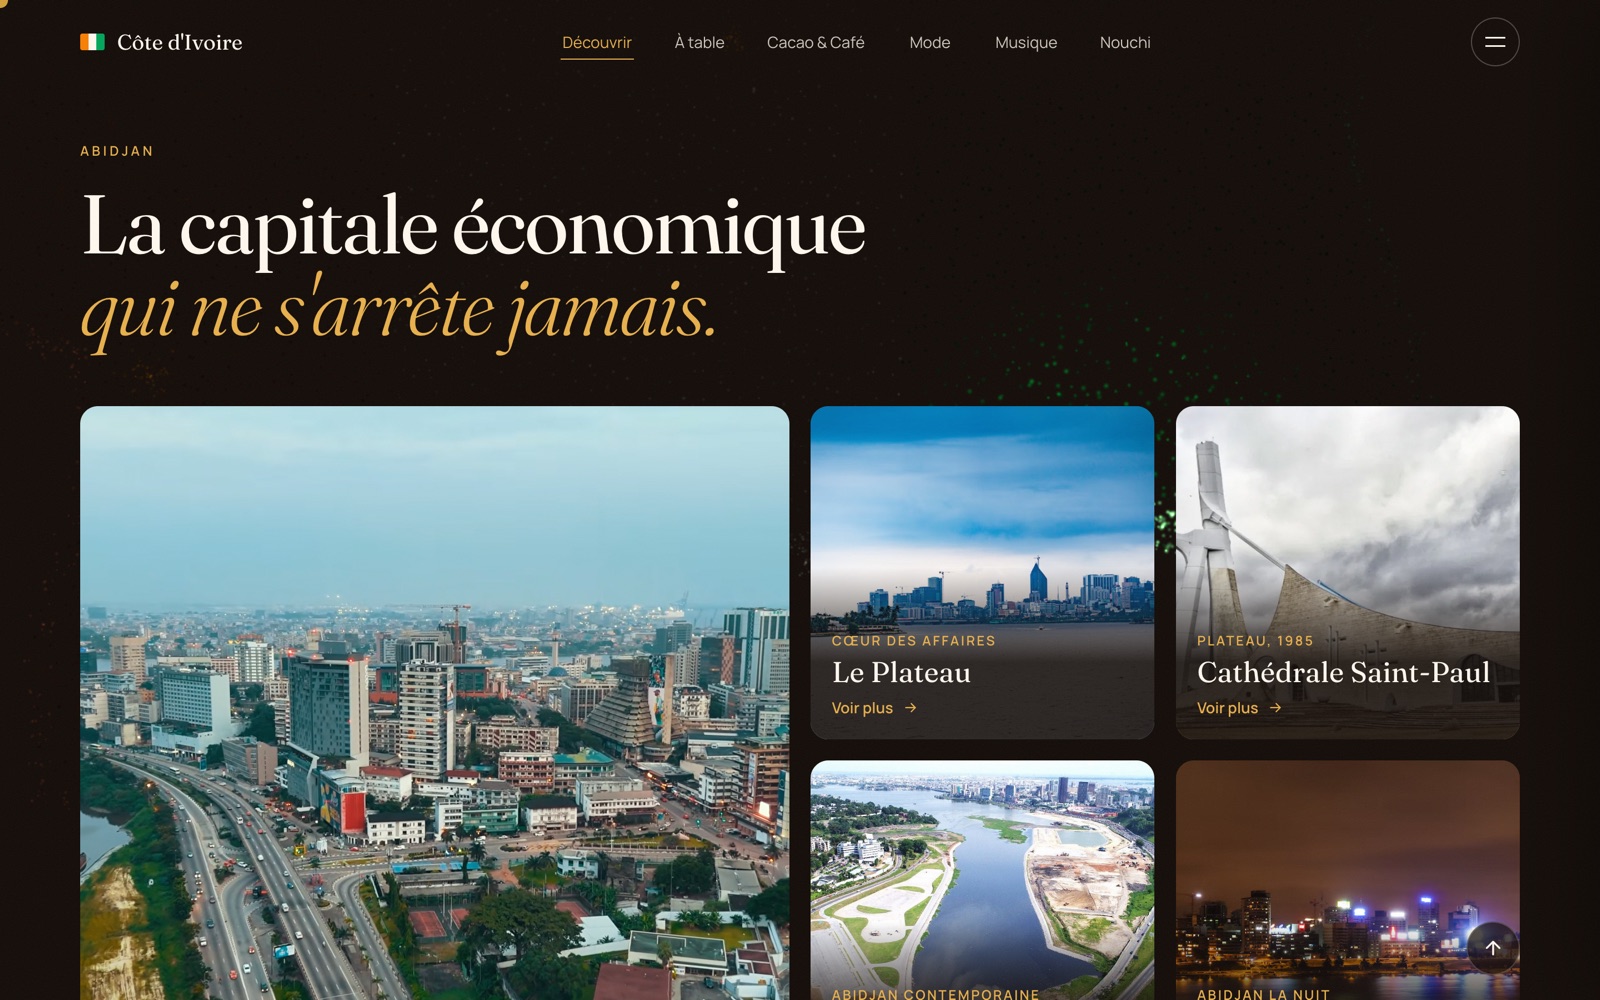 Côte d'Ivoire
Découvrir
À table
Cacao & Café
Mode
Musique
Nouchi
ABIDJAN
La capitale économique
qui ne s'arrête jamais.
CŒUR DES AFFAIRES
Le Plateau
Voir plus →
PLATEAU, 1985
Cathédrale Saint-Paul
Voir plus →
ABIDJAN CONTEMPORAINE
ABIDJAN LA NUIT